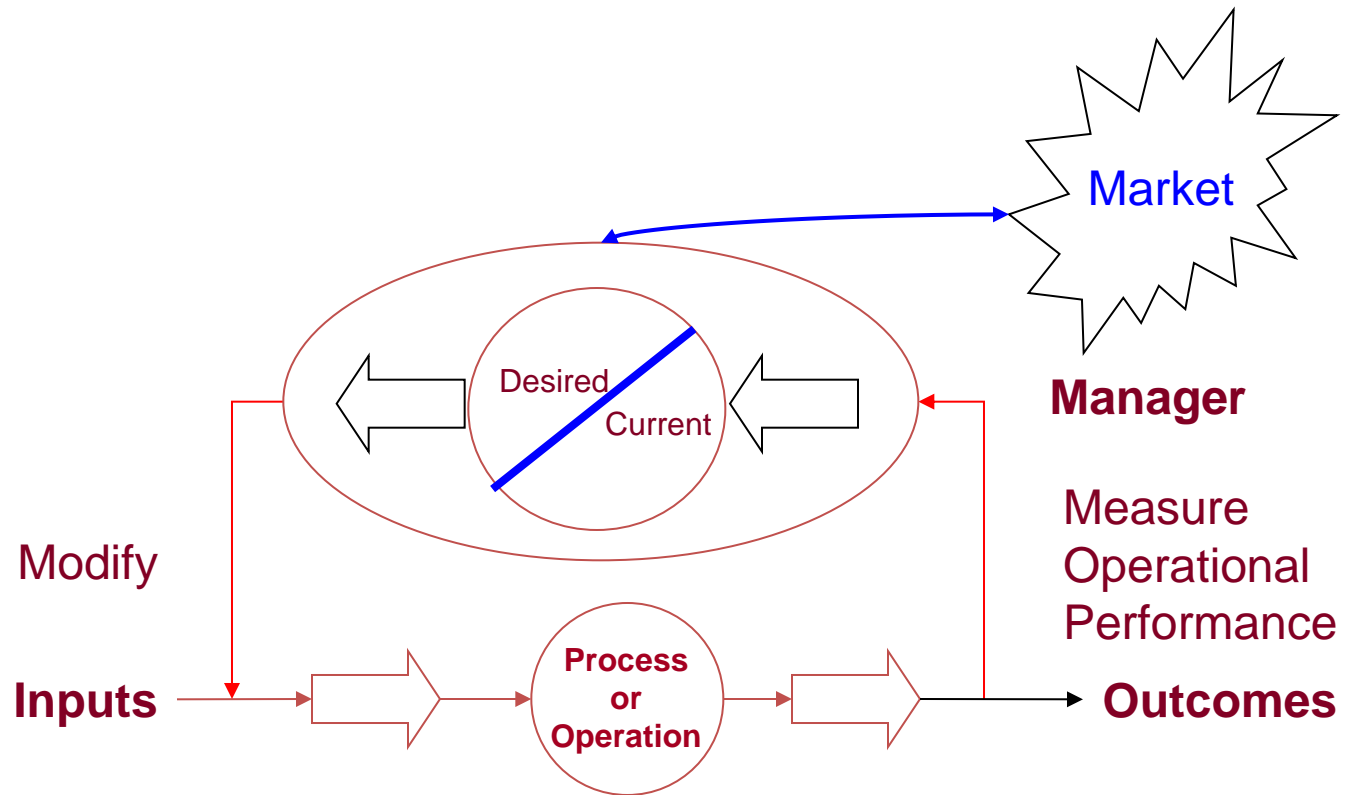 Market
Desired
Current
Manager
Measure
Operational
Performance
Modify
Process
or
Operation
Inputs
Outcomes